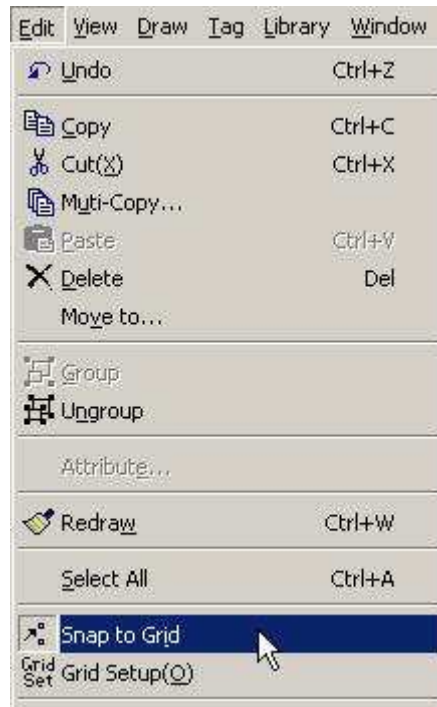 Edit View Draw Tag Library Window
Undo Ctrl+Z
Copy Ctrl+C
Cut(X) Ctrl+X
Muti-Copy...
Paste Ctrl+V
Delete Del
Move to...
Group
Ungroup
Attribute...
Redraw Ctrl+W
Select All Ctrl+A
Snap to Grid
Grid Set Grid Setup(O)